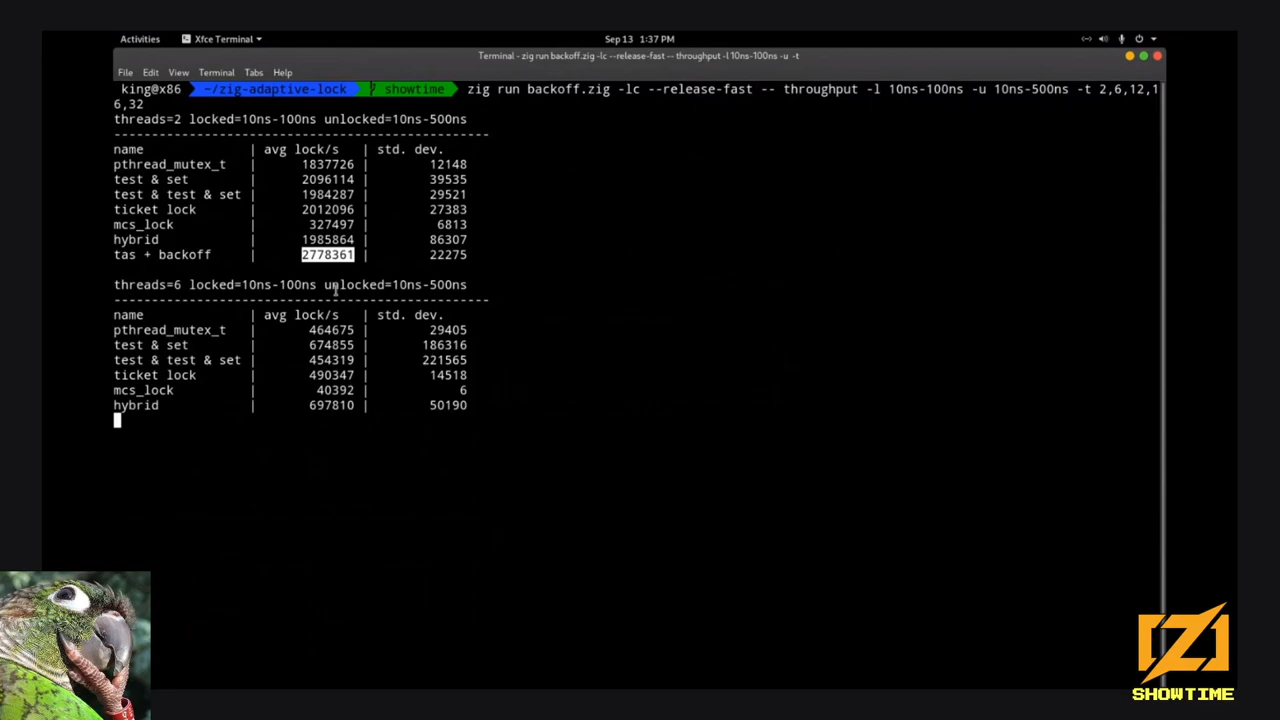 Activities Xfce Terminal Sep 13 1:37 PM
Terminal - zig run backoff.zig -lc --release-fast -- throughput -l 10ns-100ns -u -t
File Edit View Terminal Tabs Help
king@x86 ~/zig-adaptive-lock showtime zig run backoff.zig -lc --release-fast -- throughput -l 10ns-100ns -u 10ns-500ns -t 2,6,12,1
6,32
threads=2 locked=10ns-100ns unlocked=10ns-500ns
--------------------------------------------------
name | avg lock/s | std. dev.
pthread_mutex_t | 1837726 | 12148
test & set | 2096114 | 39535
test & test & set | 1984287 | 29521
ticket lock | 2012096 | 27383
mcs_lock | 327497 | 6813
hybrid | 1985864 | 86307
tas + backoff | 2778361 | 22275
threads=6 locked=10ns-100ns unlocked=10ns-500ns
--------------------------------------------------
name | avg lock/s | std. dev.
pthread_mutex_t | 464675 | 29405
test & set | 674855 | 186316
test & test & set | 454319 | 221565
ticket lock | 490347 | 14518
mcs_lock | 40392 | 6
hybrid | 697810 | 50190
[Z]
SHOWTIME